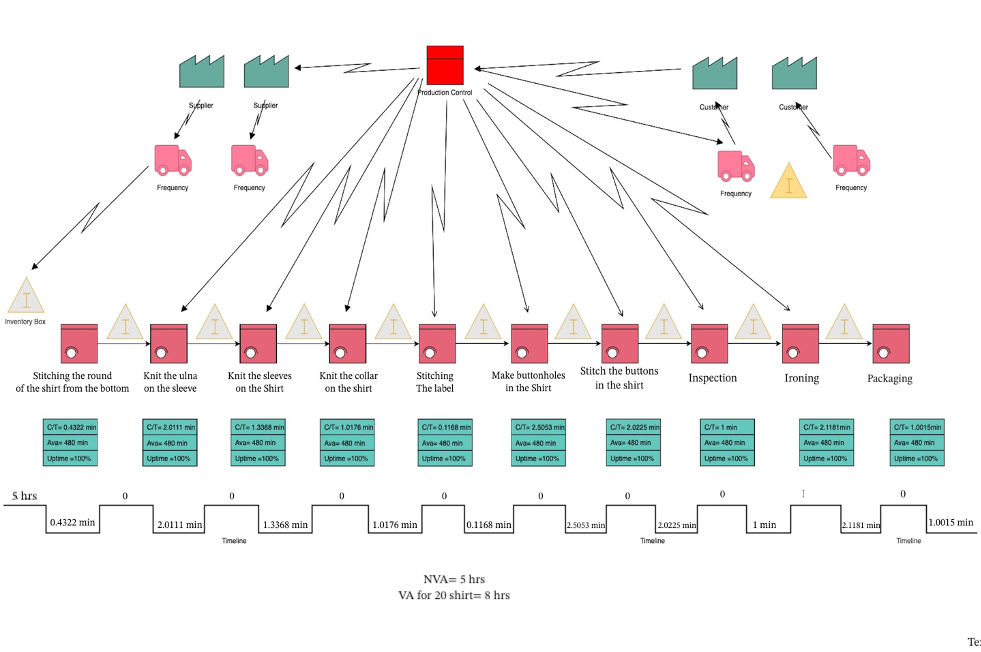 Production Control
Supplier
Supplier
Customer
Customer
Frequency
Frequency
Frequency
Frequency
I
I
Inventory Box
I
I
I
I
I
I
I
I
I
Stitching the round
of the shirt from the bottom
Knit the ulna
on the sleeve
Knit the sleeves
on the Shirt
Knit the collar
on the shirt
Stitching
The label
Make buttonholes
in the Shirt
Stitch the buttons
in the shirt
Inspection
Ironing
Packaging
C/T= 0.4322 min
Ava= 480 min
Uptime =100%
C/T= 2.0111 min
Ava= 480 min
Uptime =100%
C/T= 1.3368 min
Ava= 480 min
Uptime =100%
C/T= 1.0176 min
Ava= 480 min
Uptime =100%
C/T= 0.1168 min
Ava= 480 min
Uptime =100%
C/T= 2.5053 min
Ava= 480 min
Uptime =100%
C/T= 2.0225 min
Ava= 480 min
Uptime =100%
C/T= 1 min
Ava= 480 min
Uptime =100%
C/T= 2.1181min
Ava= 480 min
Uptime =100%
C/T= 1.0015min
Ava= 480 min
Uptime =100%
5 hrs
0
0
0
0
0
0
0
0
0.4322 min
2.0111 min
1.3368 min
1.0176 min
0.1168 min
2.5053 min
2.0225 min
1 min
2.1181 min
1.0015 min
Timeline
Timeline
Timeline
NVA= 5 hrs
VA for 20 shirt= 8 hrs